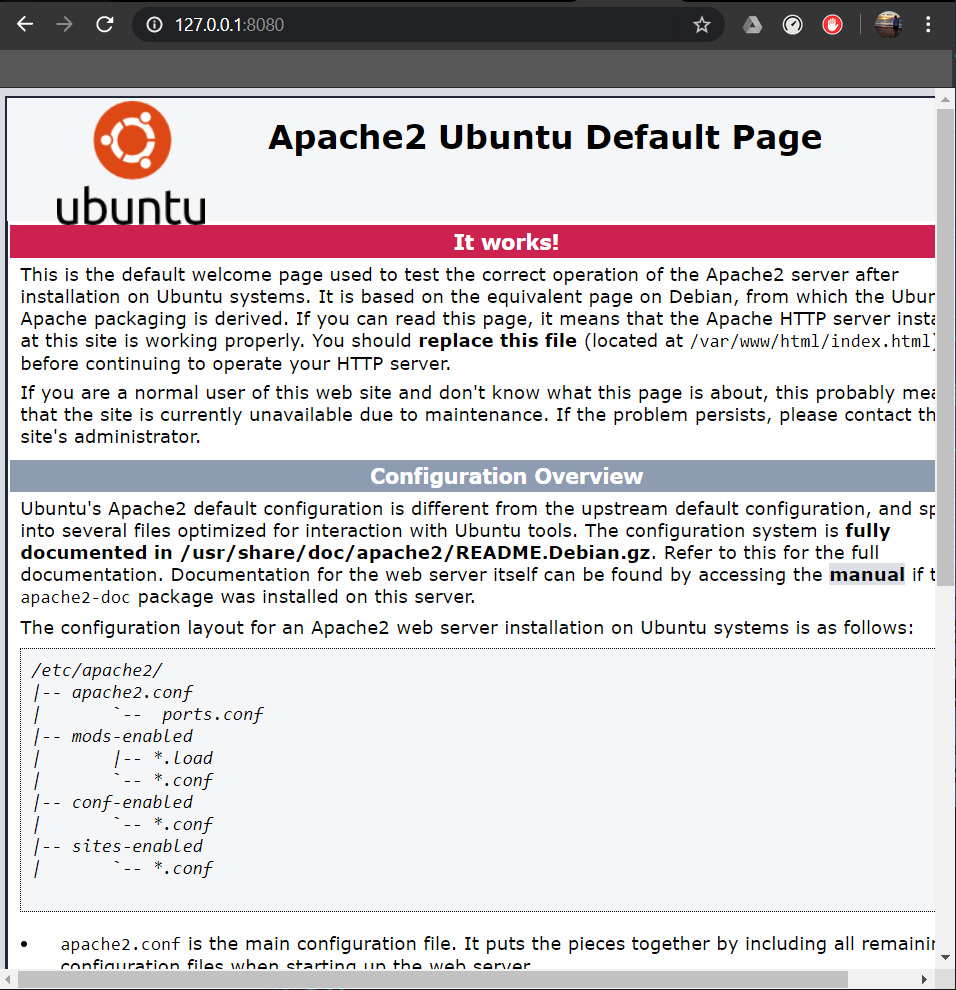 127.0.0.1:8080
ubuntu
Apache2 Ubuntu Default Page
It works!
This is the default welcome page used to test the correct operation of the Apache2 server after
installation on Ubuntu systems. It is based on the equivalent page on Debian, from which the Ubun
Apache packaging is derived. If you can read this page, it means that the Apache HTTP server insta
at this site is working properly. You should replace this file (located at /var/www/html/index.html)
before continuing to operate your HTTP server.
If you are a normal user of this web site and don't know what this page is about, this probably mea
that the site is currently unavailable due to maintenance. If the problem persists, please contact th
site's administrator.
Configuration Overview
Ubuntu's Apache2 default configuration is different from the upstream default configuration, and sp
into several files optimized for interaction with Ubuntu tools. The configuration system is fully
documented in /usr/share/doc/apache2/README.Debian.gz. Refer to this for the full
documentation. Documentation for the web server itself can be found by accessing the manual if t
apache2-doc package was installed on this server.
The configuration layout for an Apache2 web server installation on Ubuntu systems is as follows:
/etc/apache2/
|-- apache2.conf
|       `--  ports.conf
|-- mods-enabled
|       |-- *.load
|       `-- *.conf
|-- conf-enabled
|       `-- *.conf
|-- sites-enabled
|       `-- *.conf
• apache2.conf is the main configuration file. It puts the pieces together by including all remainin
configuration files when starting up the web server.